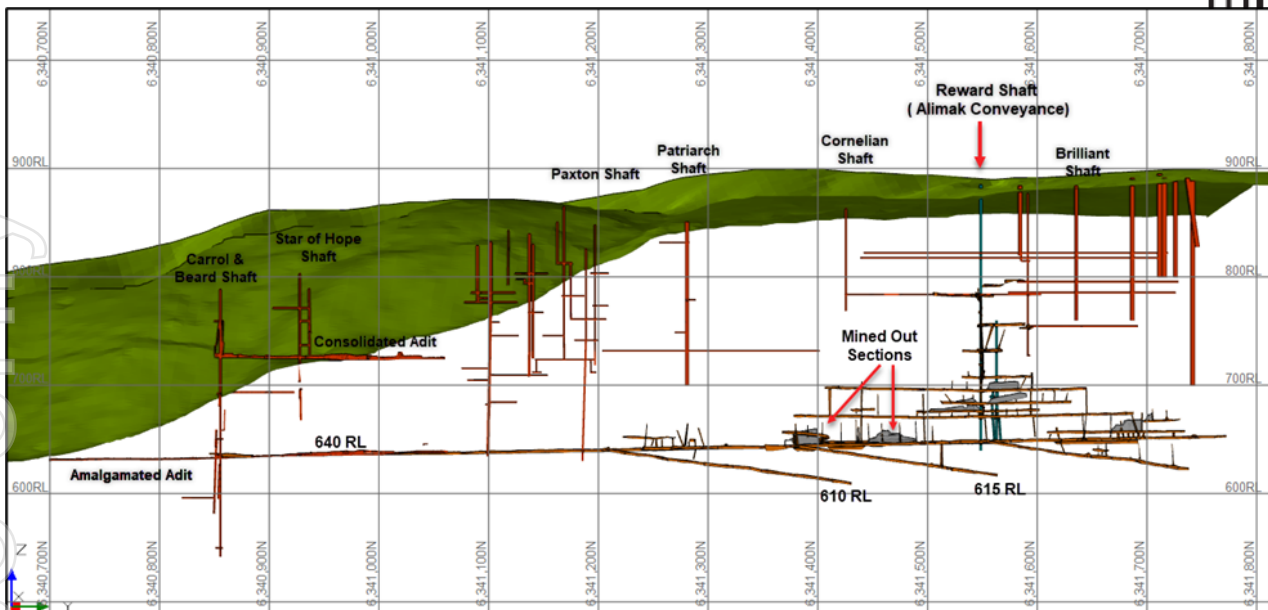 6,340,700N
6,340,800N
6,340,900N
6,341,000N
6,341,100N
6,341,200N
6,341,300N
6,341,400N
6,341,500N
6,341,600N
6,341,700N
6,341,800N
Reward Shaft
( Alimak Conveyance)
Patriarch
Shaft
Cornelian
Shaft
Brilliant
Shaft
900RL
900RL
Paxton Shaft
Star of Hope
Shaft
Carrol &
Beard Shaft
800RL
Consolidated Adit
Mined Out
Sections
700RL
640 RL
Amalgamated Adit
600RL
600RL
610 RL
615 RL
6,340,700N
6,340,800N
6,340,900N
6,341,000N
6,341,100N
6,341,200N
6,341,300N
6,341,400N
6,341,500N
6,341,600N
6,341,700N
6,341,800N
Z
X
Y